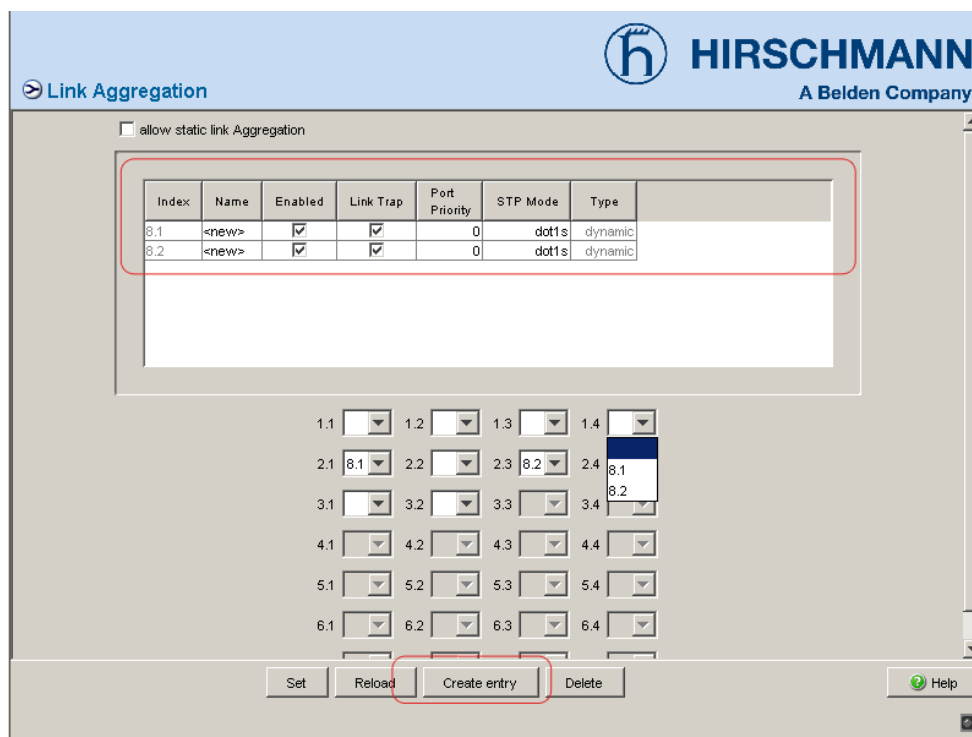 HIRSCHMANN
Link Aggregation
A Belden Company
allow static link Aggregation
Index Name Enabled Link Trap Port Priority STP Mode Type
8.1 <new> 0 dot1s dynamic
8.2 <new> 0 dot1s dynamic
1.1 1.2 1.3 1.4
2.1 8.1 2.2 2.3 8.2 2.4
8.1
8.2
3.1 3.2 3.3 3.4
4.1 4.2 4.3 4.4
5.1 5.2 5.3 5.4
6.1 6.2 6.3 6.4
Set Reload Create entry Delete Help